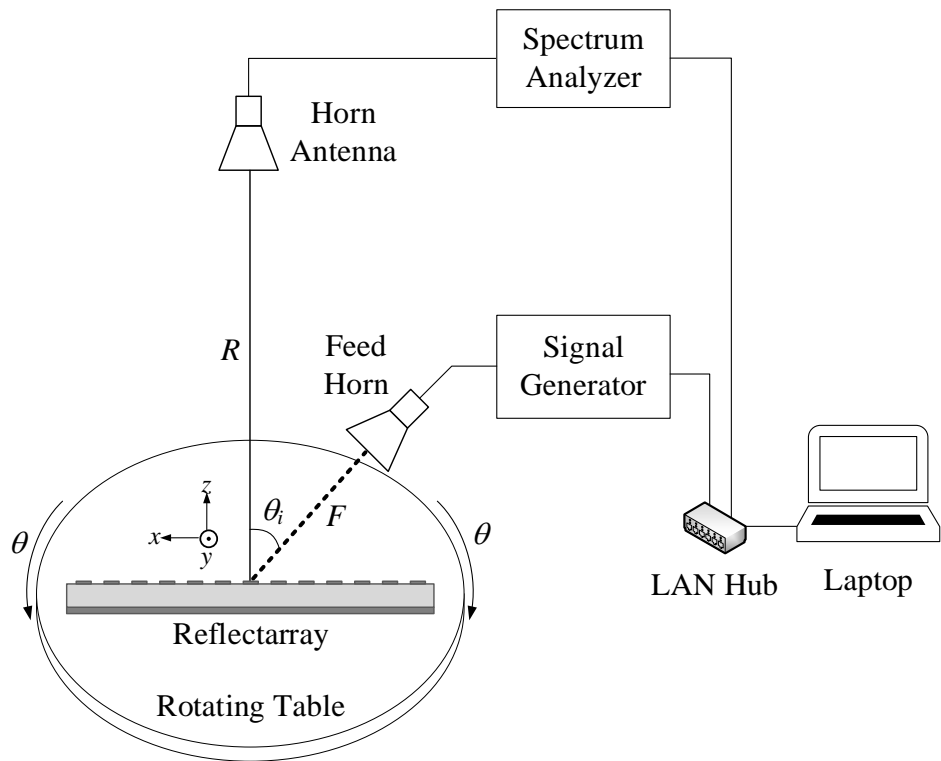 Spectrum
Analyzer
Horn
Antenna
R
Feed
Horn
Signal
Generator
z
x
y
θi
F
θ
θ
LAN Hub
Laptop
Reflectarray
Rotating Table